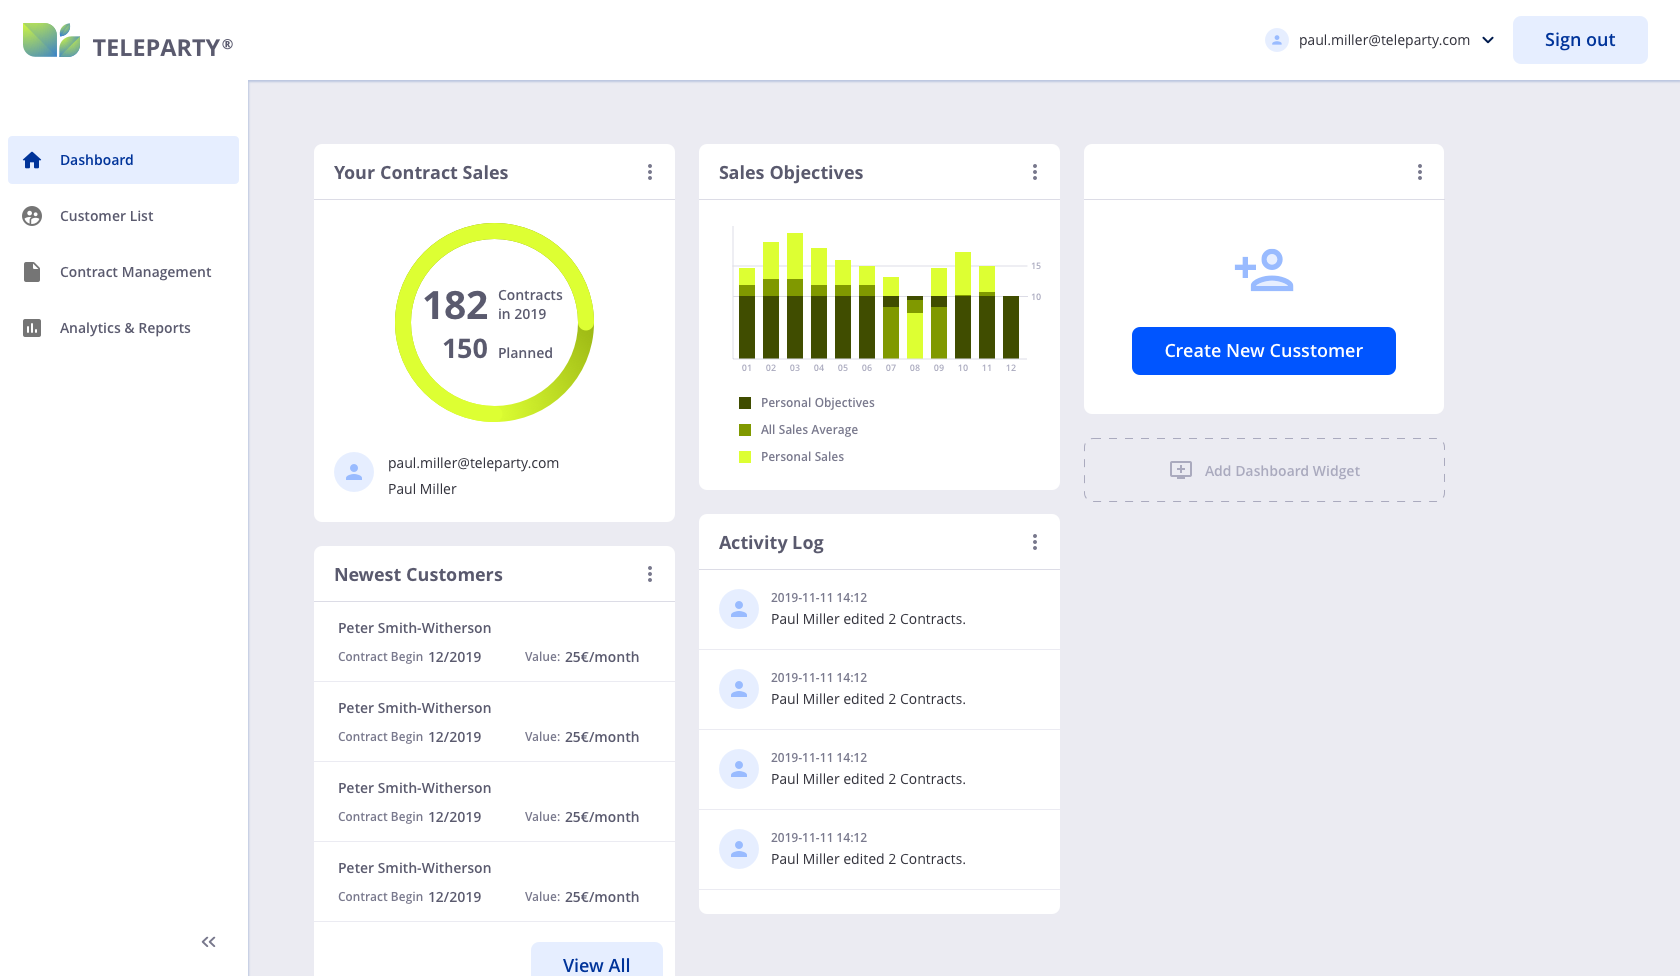 TELEPARTY®
paul.miller@teleparty.com
Sign out
Dashboard
Customer List
Contract Management
Analytics & Reports
Your Contract Sales
182 Contracts in 2019
150 Planned
paul.miller@teleparty.com
Paul Miller
Newest Customers
Peter Smith-Witherson
Contract Begin 12/2019 Value: 25€/month
Peter Smith-Witherson
Contract Begin 12/2019 Value: 25€/month
Peter Smith-Witherson
Contract Begin 12/2019 Value: 25€/month
Peter Smith-Witherson
Contract Begin 12/2019 Value: 25€/month
View All
Sales Objectives
15
10
01 02 03 04 05 06 07 08 09 10 11 12
Personal Objectives
All Sales Average
Personal Sales
Activity Log
2019-11-11 14:12
Paul Miller edited 2 Contracts.
2019-11-11 14:12
Paul Miller edited 2 Contracts.
2019-11-11 14:12
Paul Miller edited 2 Contracts.
2019-11-11 14:12
Paul Miller edited 2 Contracts.
Create New Cusstomer
Add Dashboard Widget